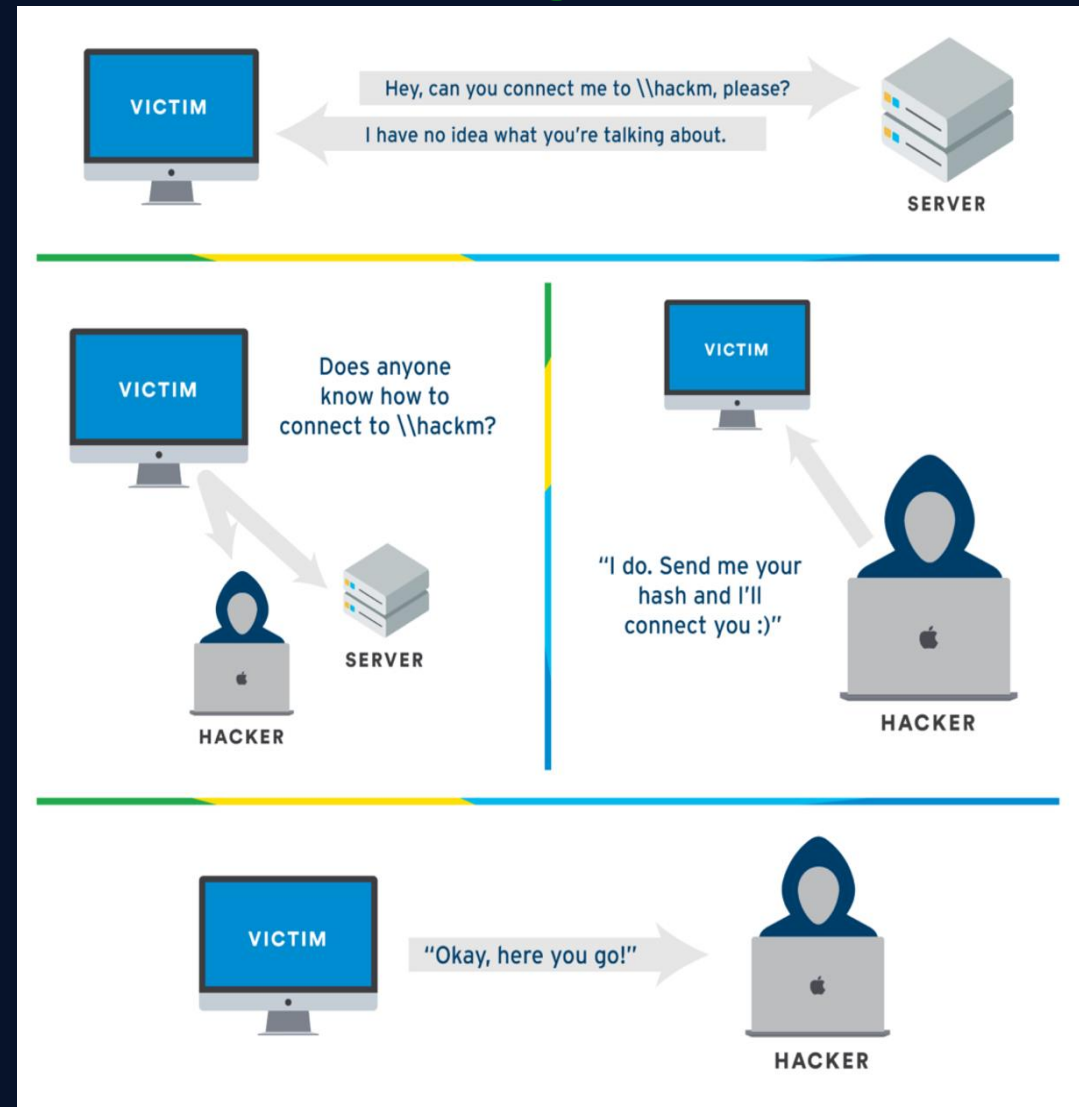 VICTIM
Hey, can you connect me to \\hackm, please?
I have no idea what you're talking about.
SERVER
VICTIM
Does anyone
know how to
connect to \\hackm?
SERVER
HACKER
VICTIM
“I do. Send me your
hash and I'll
connect you :)”
HACKER
VICTIM
“Okay, here you go!”
HACKER